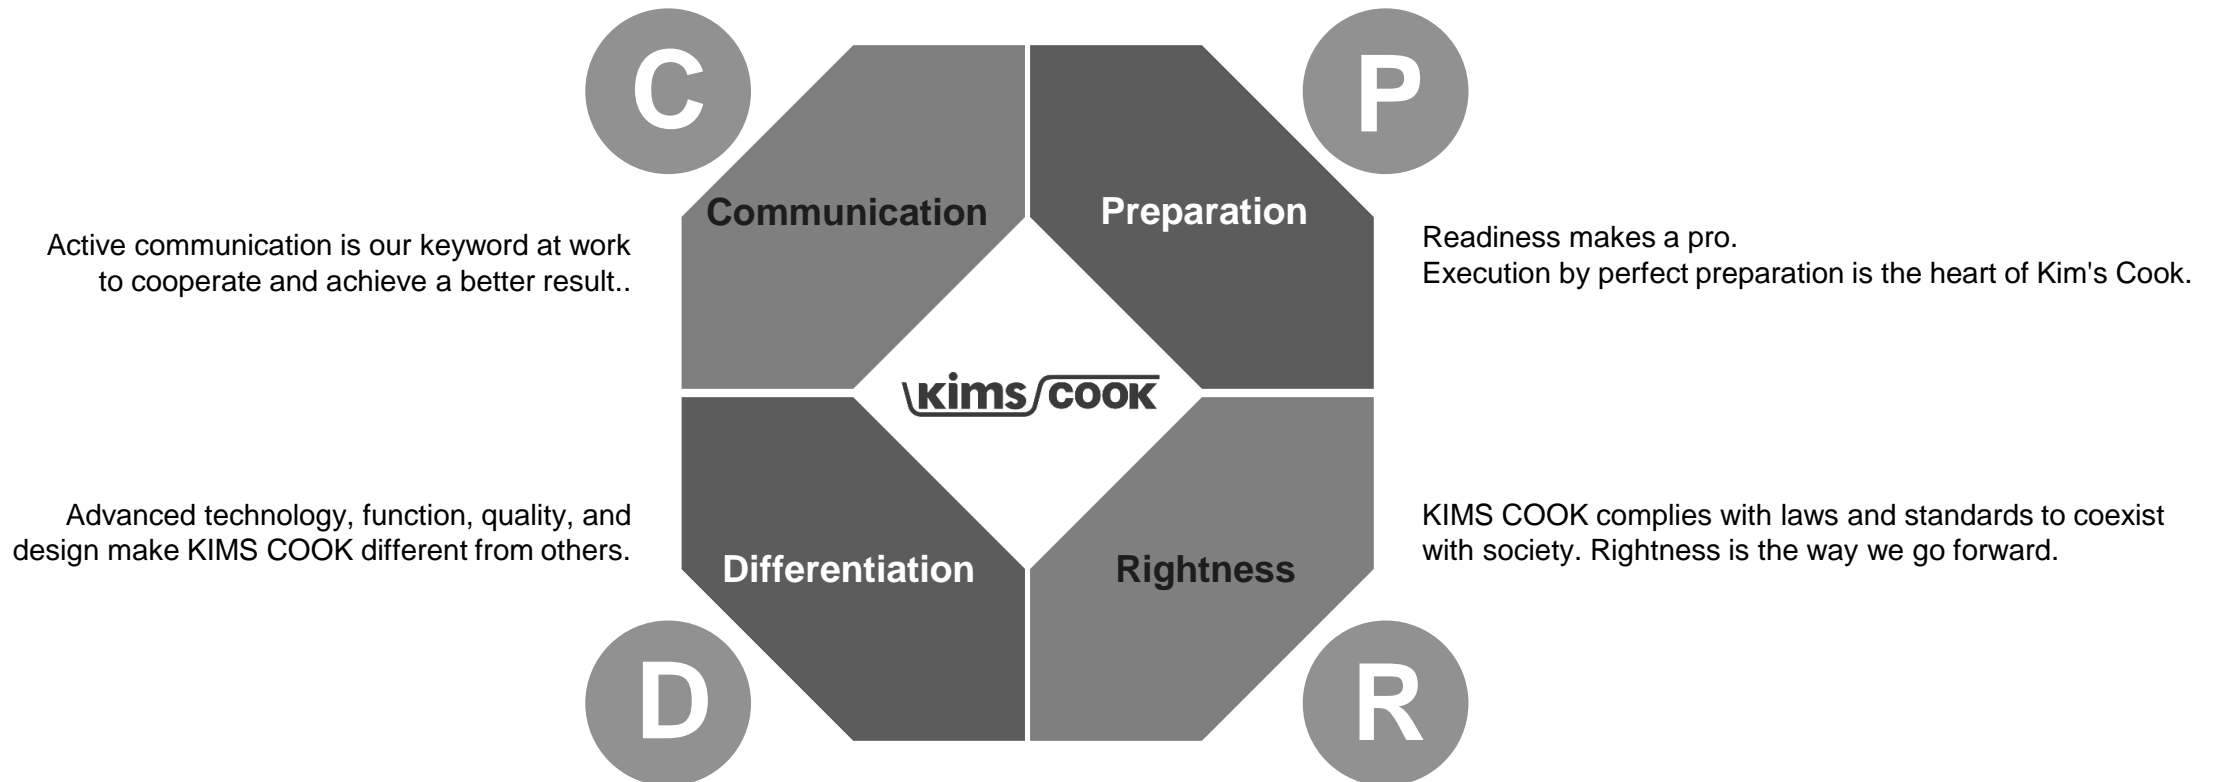 C
Communication
Active communication is our keyword at work
to cooperate and achieve a better result..
P
Preparation
Readiness makes a pro.
Execution by perfect preparation is the heart of Kim's Cook.
kims cook
Advanced technology, function, quality, and
design make KIMS COOK different from others.
Differentiation
D
KIMS COOK complies with laws and standards to coexist
with society. Rightness is the way we go forward.
Rightness
R